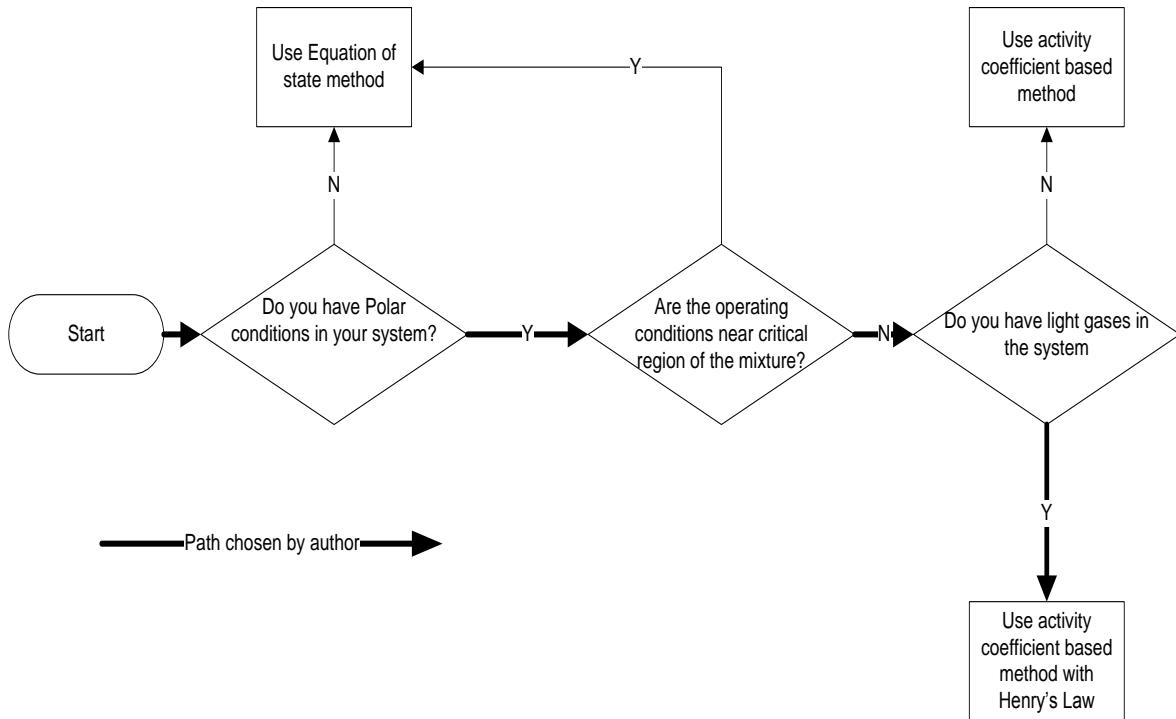 Use Equation of
state method
Y
Use activity
coefficient based
method
N
N
Start
Do you have Polar
conditions in your system?
Y
Are the operating
conditions near critical
region of the mixture?
N
Do you have light gases in
the system
Path chosen by author
Y
Use activity
coefficient based
method with
Henry's Law